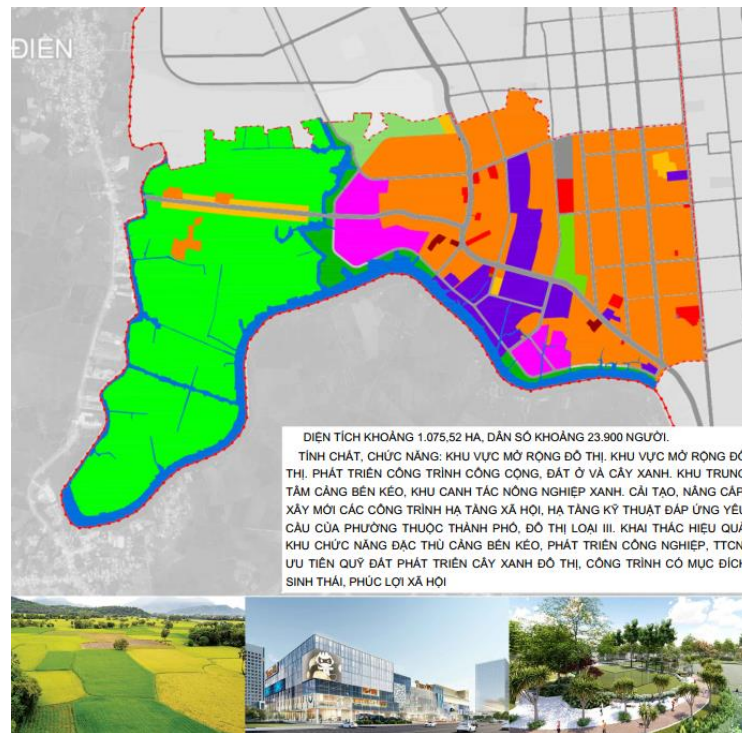 ĐIỀN
DIỆN TÍCH KHOẢNG 1.075,52 HA, DÂN SỐ KHOẢNG 23.900 NGƯỜI.
TÍNH CHẤT, CHỨC NĂNG: KHU VỰC MỞ RỘNG ĐÔ THỊ. KHU VỰC MỞ RỘNG ĐÔ
THỊ. PHÁT TRIỂN CÔNG TRÌNH CÔNG CỘNG, ĐẤT Ở VÀ CÂY XANH. KHU TRUNG
TÂM CẢNG BẾN KÉO, KHU CANH TÁC NÔNG NGHIỆP XANH. CẢI TẠO, NÂNG CẤP,
XÂY MỚI CÁC CÔNG TRÌNH HẠ TẦNG XÃ HỘI, HẠ TẦNG KỸ THUẬT ĐÁP ỨNG YÊU
CẦU CỦA PHƯỜNG THUỘC THÀNH PHỐ, ĐÔ THỊ LOẠI III. KHAI THÁC HIỆU QUẢ
KHU CHỨC NĂNG ĐẶC THÙ CẢNG BẾN KÉO, PHÁT TRIỂN CÔNG NGHIỆP, TTCN.
ƯU TIÊN QUỸ ĐẤT PHÁT TRIỂN CÂY XANH ĐÔ THỊ, CÔNG TRÌNH CÓ MỤC ĐÍCH
SINH THÁI, PHÚC LỢI XÃ HỘI